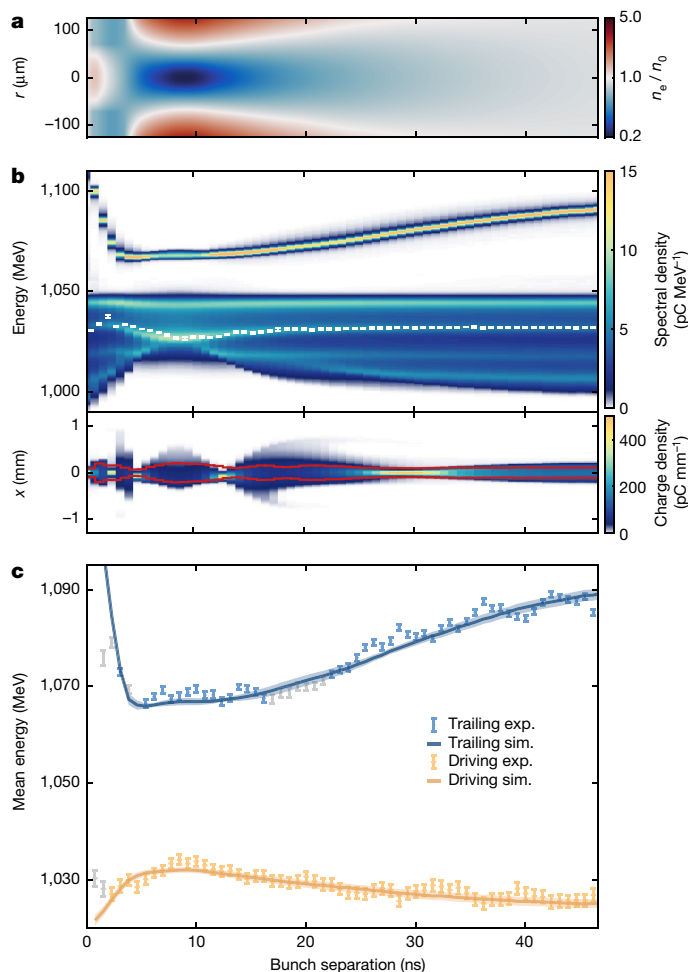 a
100
0
−100
r (μm)
5.0
1.0
0.2
nₑ / n₀
b
1,100
1,050
1,000
Energy (MeV)
15
10
5
0
Spectral density
(pC MeV⁻¹)
1
0
−1
x (mm)
400
200
0
Charge density
(pC mm⁻¹)
c
1,090
1,070
1,050
1,030
Mean energy (MeV)
Trailing exp.
Trailing sim.
Driving exp.
Driving sim.
0 10 20 30 40
Bunch separation (ns)